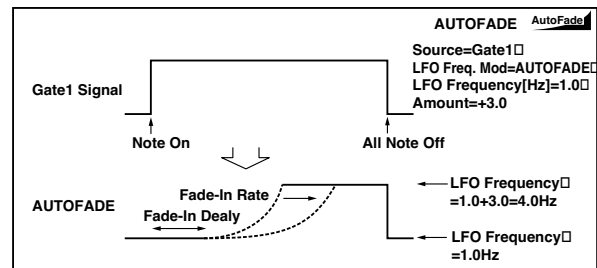 AUTOFADE AutoFade
Source=Gate1□
LFO Freq. Mod=AUTOFADE□
LFO Frequency[Hz]=1.0□
Amount=+3.0
Gate1 Signal
Note On
All Note Off
Fade-In Rate
LFO Frequency□
=1.0+3.0=4.0Hz
AUTOFADE
Fade-In Dealy
LFO Frequency□
=1.0Hz